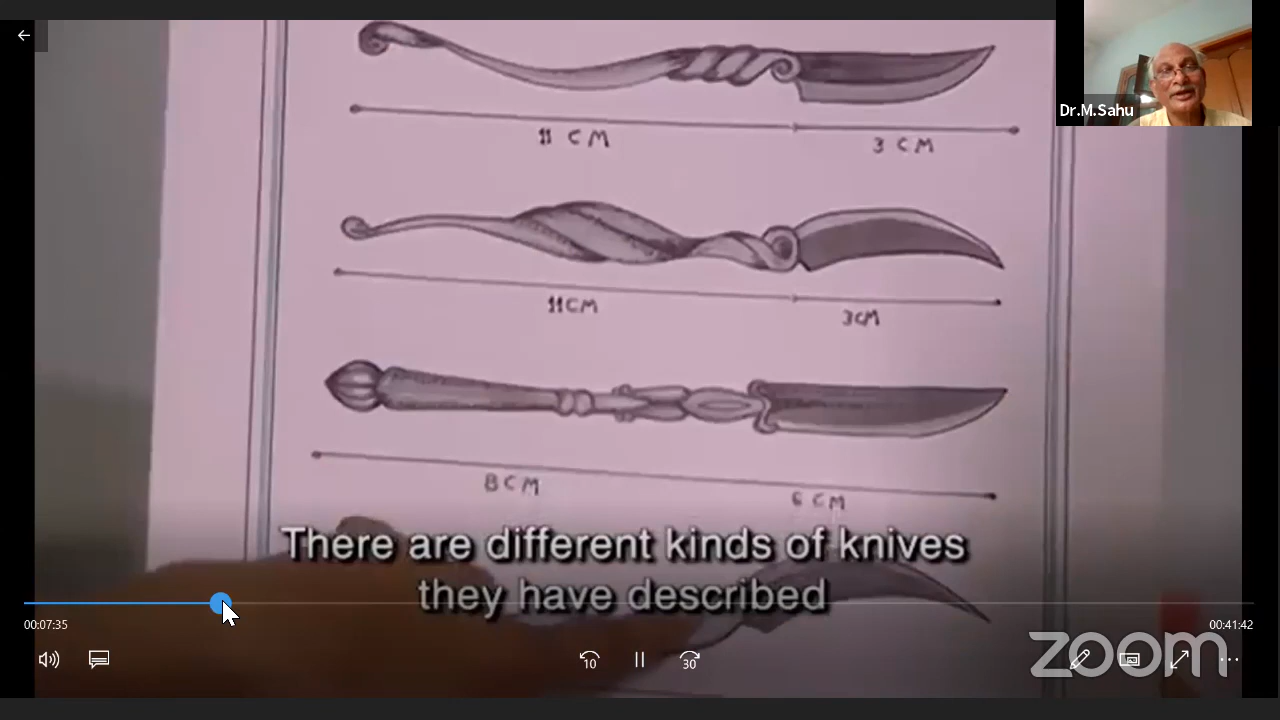 Dr.M.Sahu
11 CM
3 CM
11CM
3CM
8CM
6 CM
There are different kinds of knives
they have described
00:07:35
00:41:42
10
30
zoom